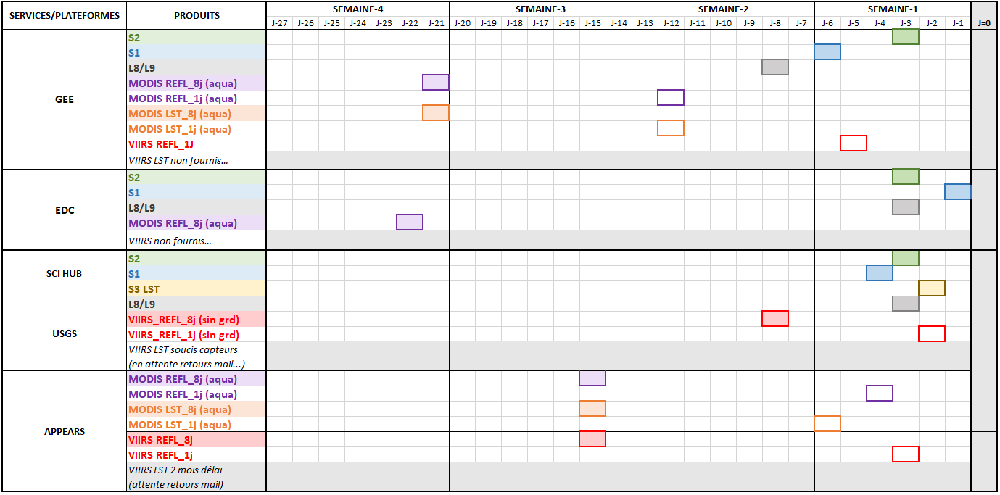 SERVICES/PLATEFORMES PRODUITS SEMAINE-4 SEMAINE-3 SEMAINE-2 SEMAINE-1
J-27 J-26 J-25 J-24 J-23 J-22 J-21 J-20 J-19 J-18 J-17 J-16 J-15 J-14 J-13 J-12 J-11 J-10 J-9 J-8 J-7 J-6 J-5 J-4 J-3 J-2 J-1 J=0
GEE
S2
S1
L8/L9
MODIS REFL_8j (aqua)
MODIS REFL_1j (aqua)
MODIS LST_8j (aqua)
MODIS LST_1j (aqua)
VIIRS REFL_1J
VIIRS LST non fournis...
EDC
S2
S1
L8/L9
MODIS REFL_8j (aqua)
VIIRS non fournis...
SCI HUB
S2
S1
S3 LST
USGS
L8/L9
VIIRS_REFL_8j (sin grd)
VIIRS_REFL_1j (sin grd)
VIIRS LST soucis capteurs
(en attente retours mail...)
APPEARS
MODIS REFL_8j (aqua)
MODIS REFL_1j (aqua)
MODIS LST_8j (aqua)
MODIS LST_1j (aqua)
VIIRS REFL_8j
VIIRS REFL_1j
VIIRS LST 2 mois délai
(attente retours mail)